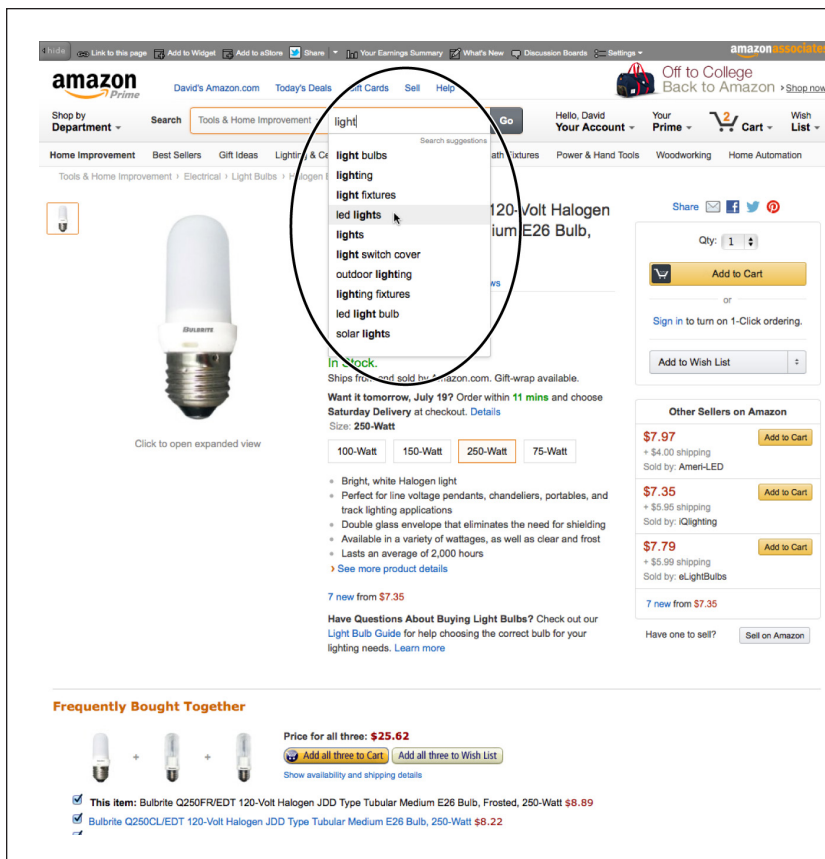 hide Link to this page Add to Widget Add to aStore Share Your Earnings Summary What's New Discussion Boards Settings amazonassociates
amazon Prime
David's Amazon.com Today's Deals Gift Cards Sell Help
Off to College
Back to Amazon › Shop now
Shop by
Department
Search Tools & Home Improvement light Go
Hello, David
Your Account
Your
Prime
2 Cart
Wish
List
Search suggestions
light bulbs
lighting
light fixtures
led lights
lights
light switch cover
outdoor lighting
lighting fixtures
led light bulb
solar lights
Home Improvement Best Sellers Gift Ideas Lighting & Ce ath Fixtures Power & Hand Tools Woodworking Home Automation
Tools & Home Improvement › Electrical › Light Bulbs › Halogen
120-Volt Halogen
ium E26 Bulb,
ws
BULBRITE
Click to open expanded view
In Stock.
Ships from and sold by Amazon.com. Gift-wrap available.
Want it tomorrow, July 19? Order within 11 mins and choose
Saturday Delivery at checkout. Details
Size: 250-Watt
100-Watt 150-Watt 250-Watt 75-Watt
Bright, white Halogen light
Perfect for line voltage pendants, chandeliers, portables, and
track lighting applications
Double glass envelope that eliminates the need for shielding
Available in a variety of wattages, as well as clear and frost
Lasts an average of 2,000 hours
› See more product details
7 new from $7.35
Have Questions About Buying Light Bulbs? Check out our
Light Bulb Guide for help choosing the correct bulb for your
lighting needs. Learn more
Share
Qty: 1
Add to Cart
or
Sign in to turn on 1-Click ordering.
Add to Wish List
Other Sellers on Amazon
$7.97 Add to Cart
+ $4.00 shipping
Sold by: Ameri-LED
$7.35 Add to Cart
+ $5.95 shipping
Sold by: iQlighting
$7.79 Add to Cart
+ $5.99 shipping
Sold by: eLightBulbs
7 new from $7.35
Have one to sell? Sell on Amazon
Frequently Bought Together
Price for all three: $25.62
Add all three to Cart Add all three to Wish List
Show availability and shipping details
+ +
This item: Bulbrite Q250FR/EDT 120-Volt Halogen JDD Type Tubular Medium E26 Bulb, Frosted, 250-Watt $8.89
Bulbrite Q250CL/EDT 120-Volt Halogen JDD Type Tubular Medium E26 Bulb, 250-Watt $8.22